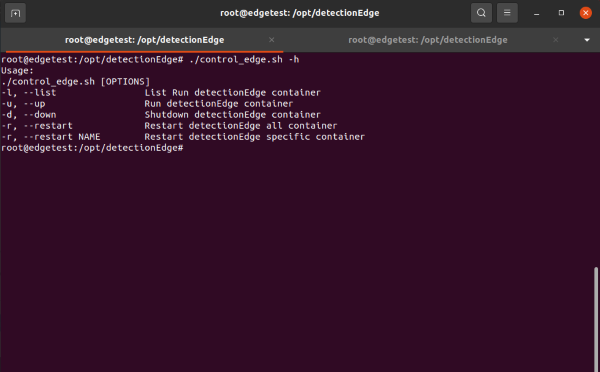 root@edgetest: /opt/detectionEdge
root@edgetest: /opt/detectionEdge
root@edgetest: /opt/detectionEdge
root@edgetest:/opt/detectionEdge# ./control_edge.sh -h
Usage:
./control_edge.sh [OPTIONS]
-l, --list List Run detectionEdge container
-u, --up Run detectionEdge container
-d, --down Shutdown detectionEdge container
-r, --restart Restart detectionEdge all container
-r, --restart NAME Restart detectionEdge specific container
root@edgetest:/opt/detectionEdge#